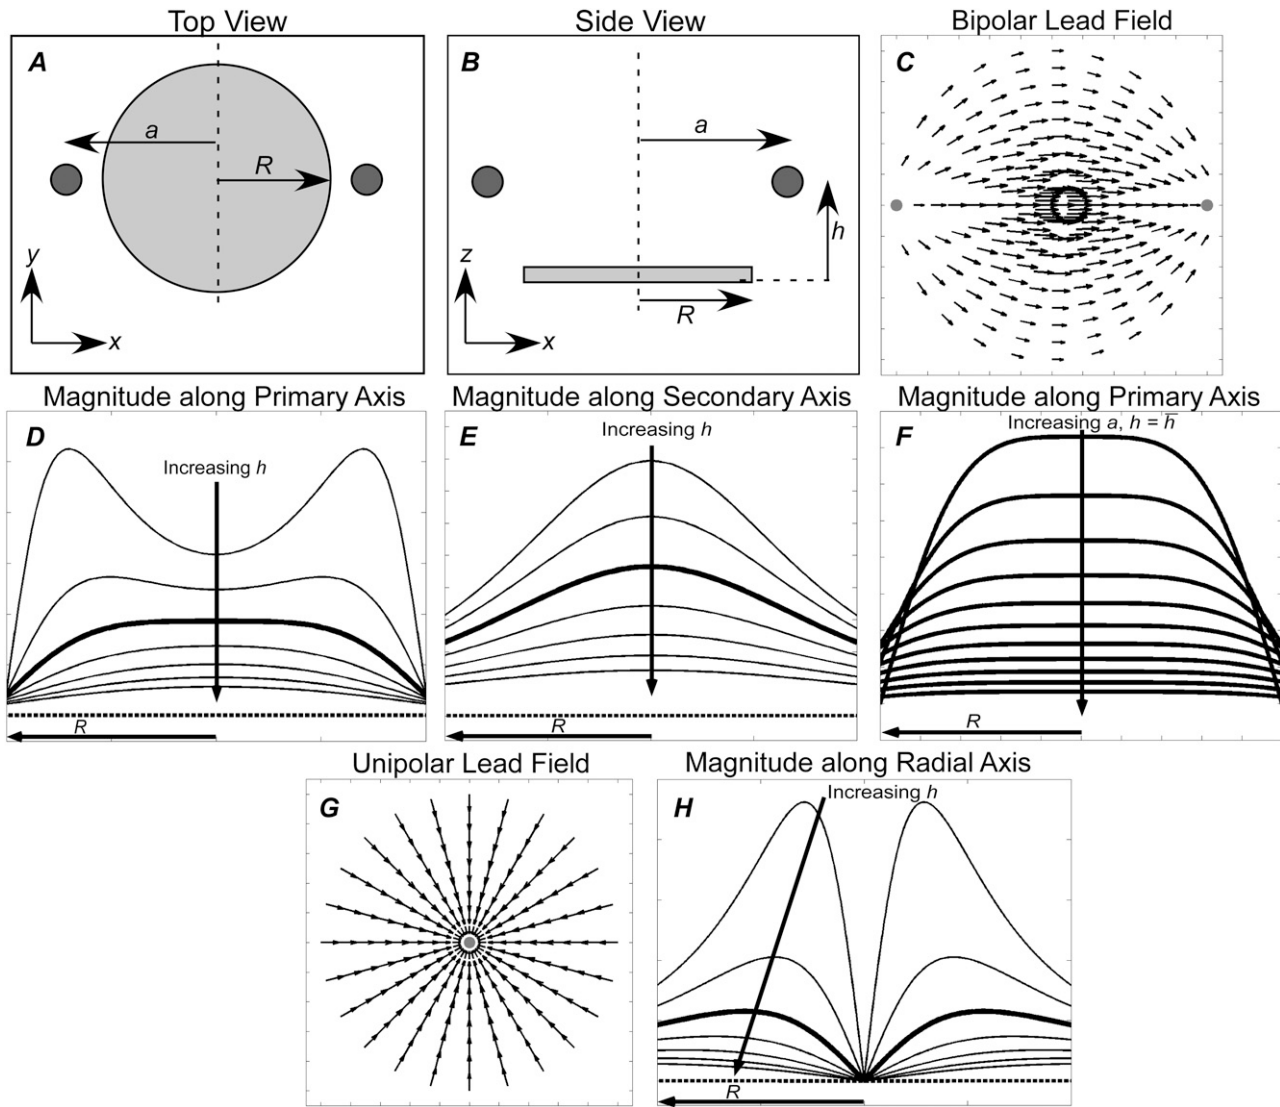 Top View
Side View
Bipolar Lead Field
A
a
R
y
x
B
a
h
z
R
x
C
Magnitude along Primary Axis
Magnitude along Secondary Axis
Magnitude along Primary Axis
D
Increasing h
R
E
Increasing h
R
F
Increasing a, h = h̅
R
Unipolar Lead Field
Magnitude along Radial Axis
G
H
Increasing h
R